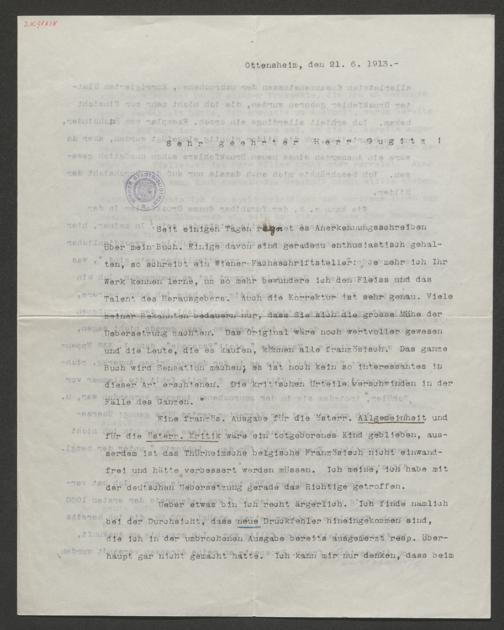 Ottensheim, den 21. 6. 1913.-
Sehr geehrter Herr Gugitz !
Seit einigen Tagen regnet es Anerkennungsschreiben
über mein Buch. Einige davon sind geradezu enthusiastisch gehal-
ten, so schreibt ein Wiener Fachschriftsteller: Je mehr ich Ihr
Werk kennen lerne, um so mehr bewundere ich den Fleiss und das
Talent des Herausgebers. Auch die Korrektur ist sehr genau. Viele
meiner Bekannten bedauern nur, dass Sie sich die grosse Mühe der
Uebersetzung machten. Das Original wäre noch wertvoller gewesen
und die Leute, die es kaufen, können alle französisch. Das ganze
Buch wird Sensation machen, es ist noch kein so interessantes in
dieser Art erschienen. Die kritischen Urteile verschwinden in der
Fülle des Ganzen.
Eine französ. Ausgabe für die österr. Allgemeinheit und
für die österr. Kritik wäre ein totgeborenes Kind geblieben, aus-
serdem ist das Thürheimsche belgische Französisch nicht einwand-
frei und hätte verbessert werden müssen. Ich meine, ich habe mit
der deutschen Uebersetzung gerade das Richtige getroffen.
Ueber etwas bin ich recht ärgerlich. Ich finde nämlich
bei der Durchsicht, dass neue Druckfehler hineingekommen sind,
die ich in der umbrochenen Ausgabe bereits ausgemerzt resp. über-
haupt gar nicht gemacht hatte. Ich kann mir nur denken, dass beim